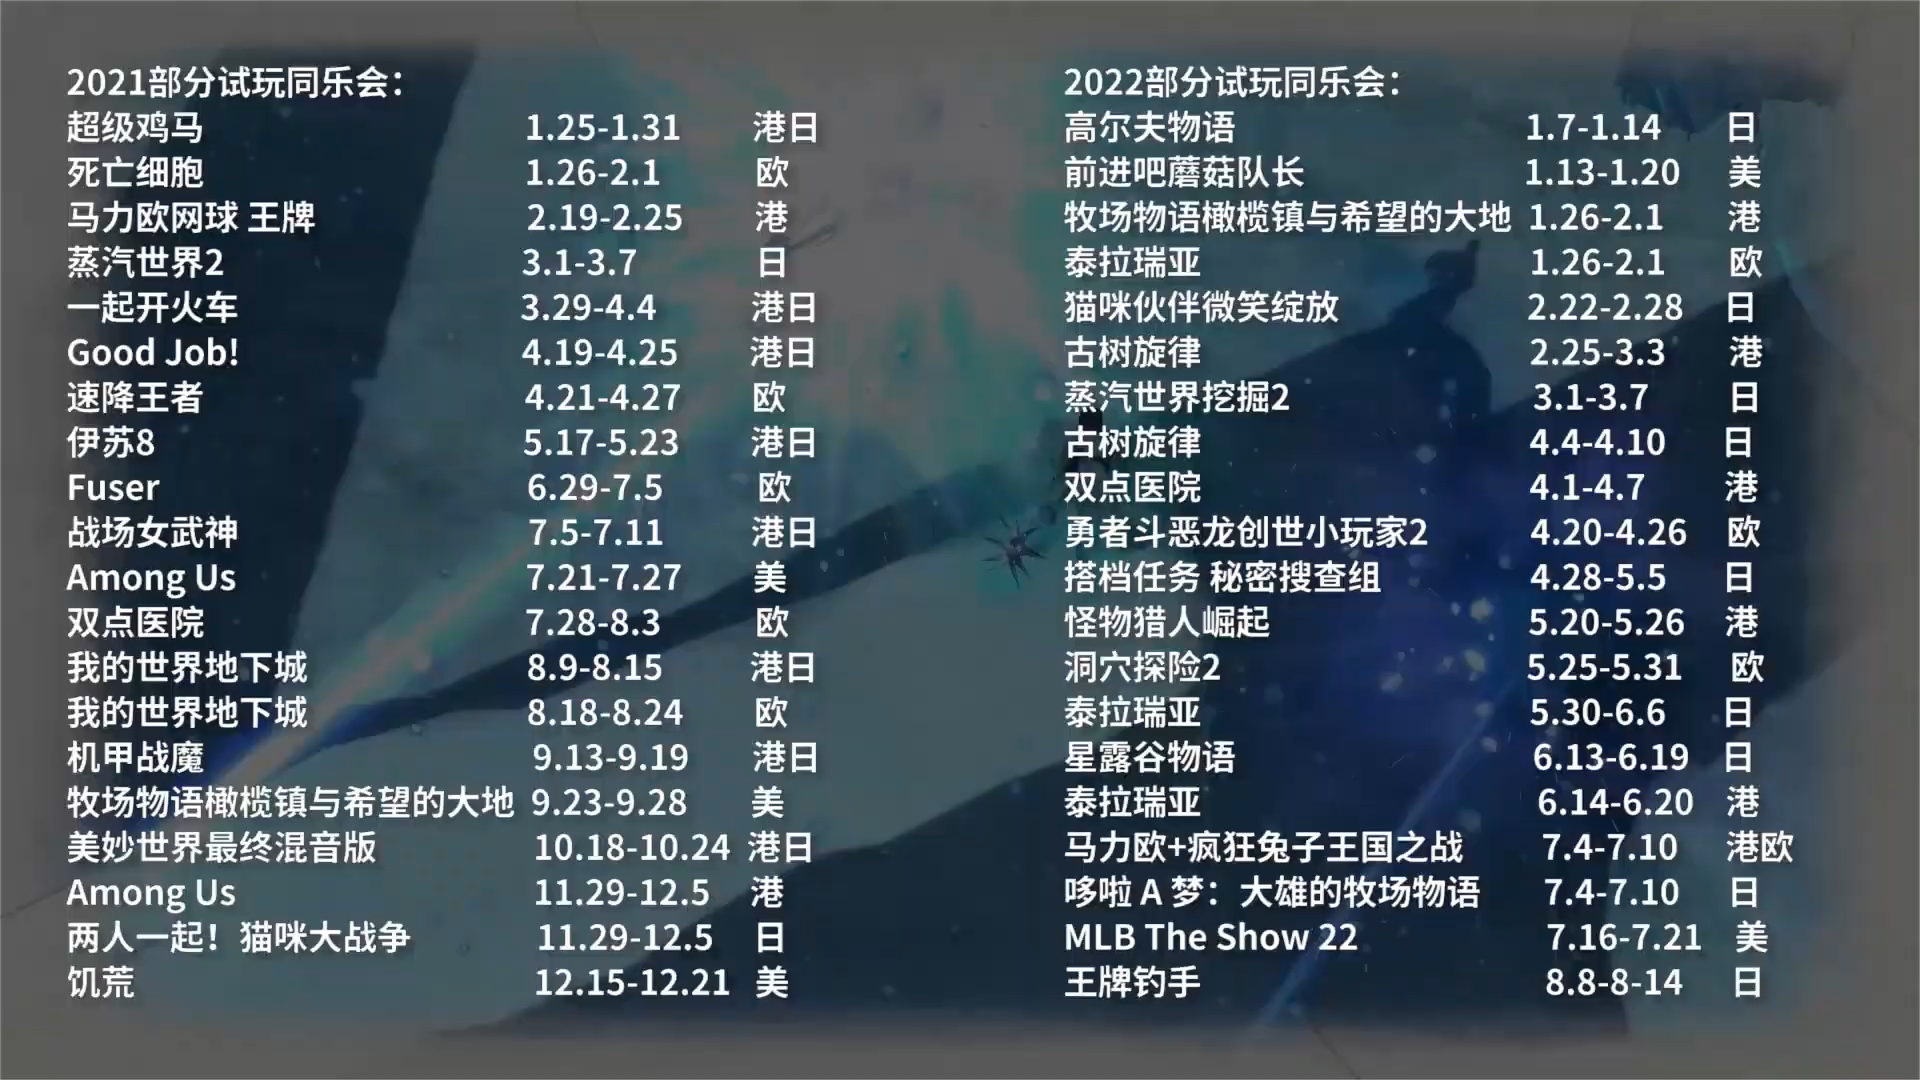 2021部分试玩同乐会：
超级鸡马 1.25-1.31 港日
死亡细胞 1.26-2.1 欧
马力欧网球 王牌 2.19-2.25 港
蒸汽世界2 3.1-3.7 日
一起开火车 3.29-4.4 港日
Good Job! 4.19-4.25 港日
速降王者 4.21-4.27 欧
伊苏8 5.17-5.23 港日
Fuser 6.29-7.5 欧
战场女武神 7.5-7.11 港日
Among Us 7.21-7.27 美
双点医院 7.28-8.3 欧
我的世界地下城 8.9-8.15 港日
我的世界地下城 8.18-8.24 欧
机甲战魔 9.13-9.19 港日
牧场物语橄榄镇与希望的大地 9.23-9.28 美
美妙世界最终混音版 10.18-10.24 港日
Among Us 11.29-12.5 港
两人一起！猫咪大战争 11.29-12.5 日
饥荒 12.15-12.21 美
2022部分试玩同乐会：
高尔夫物语 1.7-1.14 日
前进吧蘑菇队长 1.13-1.20 美
牧场物语橄榄镇与希望的大地 1.26-2.1 港
泰拉瑞亚 1.26-2.1 欧
猫咪伙伴微笑绽放 2.22-2.28 日
古树旋律 2.25-3.3 港
蒸汽世界挖掘2 3.1-3.7 日
古树旋律 4.4-4.10 日
双点医院 4.1-4.7 港
勇者斗恶龙创世小玩家2 4.20-4.26 欧
搭档任务 秘密搜查组 4.28-5.5 日
怪物猎人崛起 5.20-5.26 港
洞穴探险2 5.25-5.31 欧
泰拉瑞亚 5.30-6.6 日
星露谷物语 6.13-6.19 日
泰拉瑞亚 6.14-6.20 港
马力欧+疯狂兔子王国之战 7.4-7.10 港欧
哆啦 A 梦：大雄的牧场物语 7.4-7.10 日
MLB The Show 22 7.16-7.21 美
王牌钓手 8.8-8-14 日